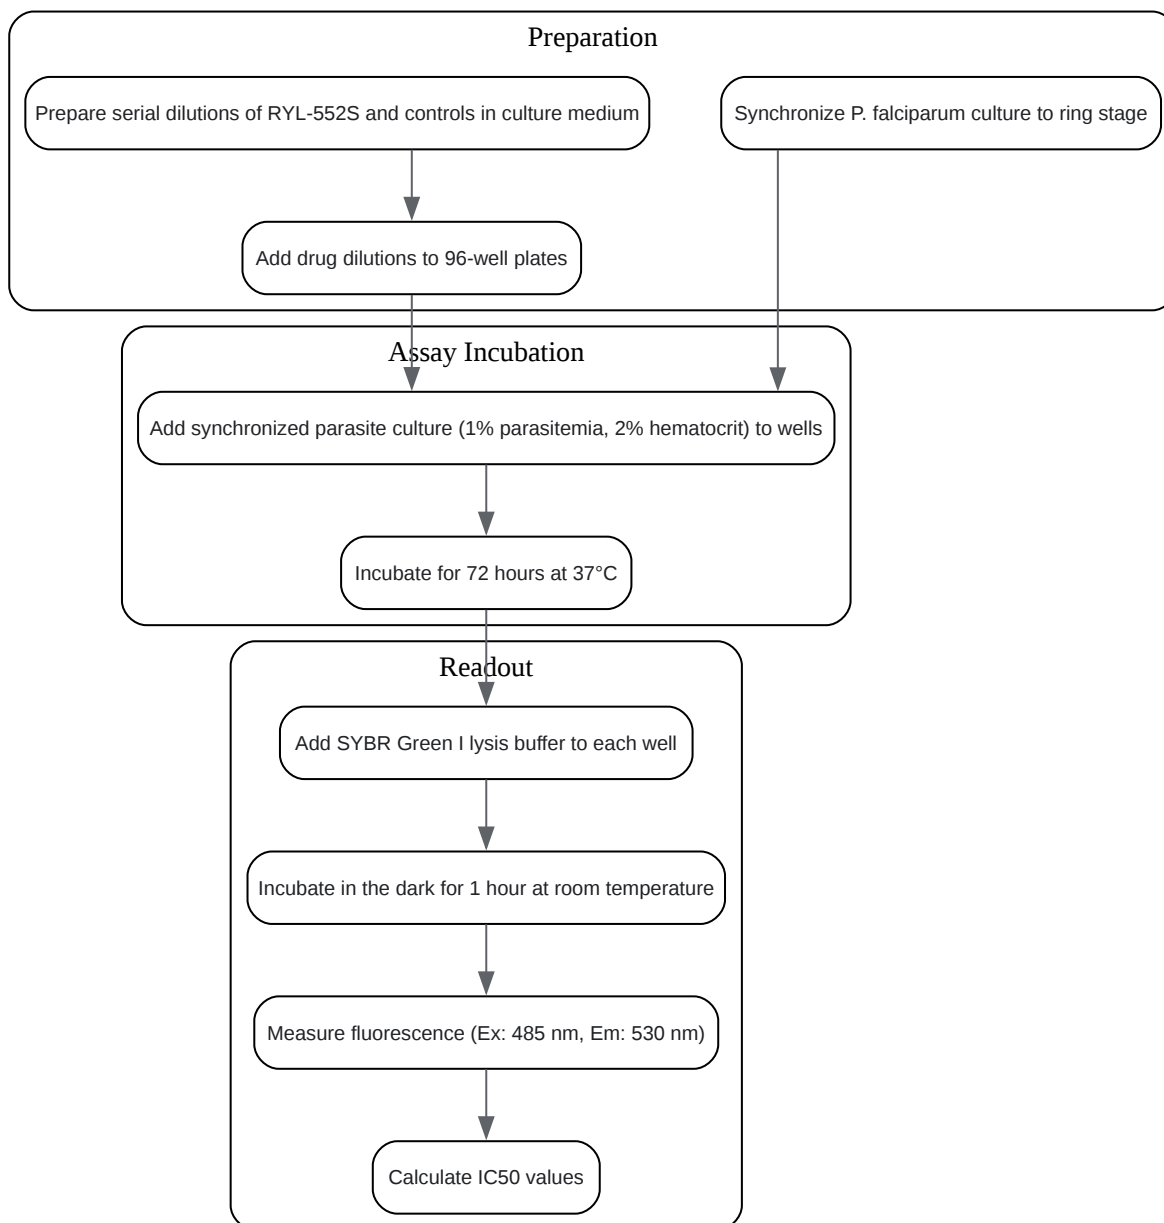 Preparation
Prepare serial dilutions of RYL-552S and controls in culture medium
Synchronize P. falciparum culture to ring stage
Add drug dilutions to 96-well plates
Assay Incubation
Add synchronized parasite culture (1% parasitemia, 2% hematocrit) to wells
Incubate for 72 hours at 37°C
Readout
Add SYBR Green I lysis buffer to each well
Incubate in the dark for 1 hour at room temperature
Measure fluorescence (Ex: 485 nm, Em: 530 nm)
Calculate IC50 values